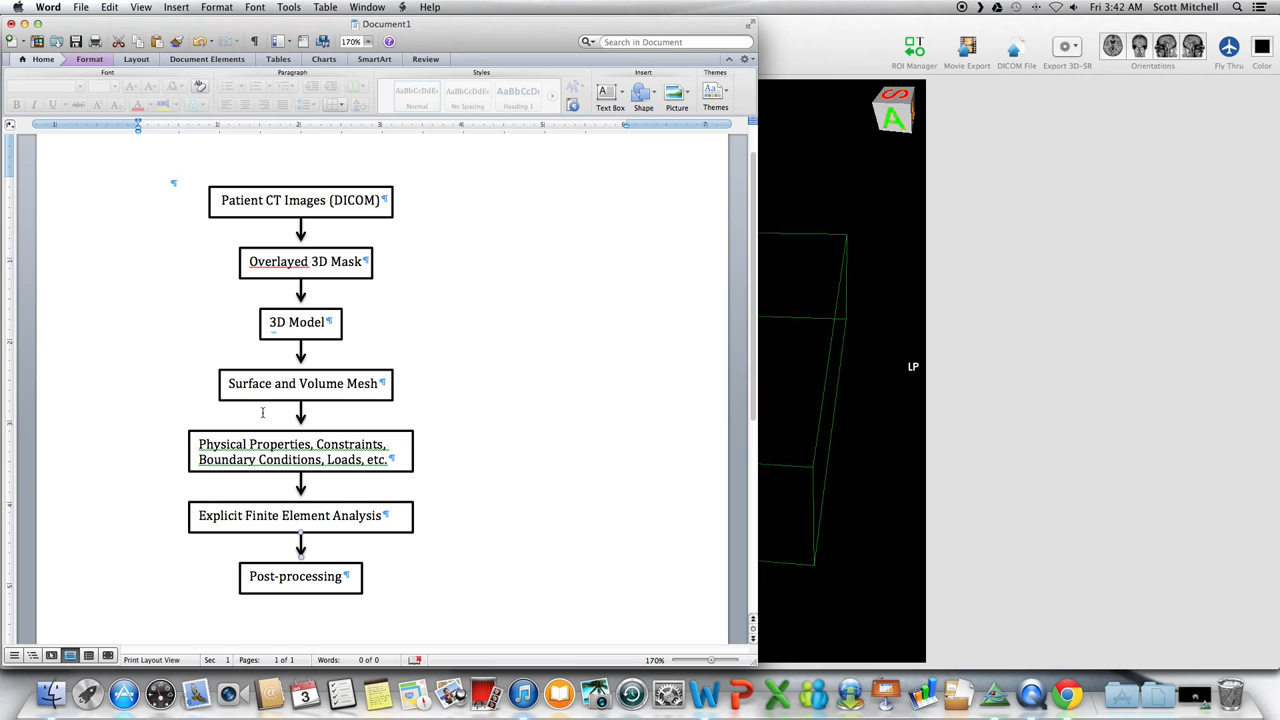 Word File Edit View Insert Format Font Tools Table Window Help
Fri 3:42 AM Scott Mitchell
Document1
170%
Search in Document
Home Format Layout Document Elements Tables Charts SmartArt Review
Font Paragraph Styles Insert Themes
AaBbCcDc AaBbCcDc AaBbCcD
Normal No Spacing Heading 1
Text Box Shape Picture Themes
ROI Manager Movie Export DICOM File Export 3D-SR Orientations Fly Thru Color
S
A
LP
Patient CT Images (DICOM)¶
Overlayed 3D Mask¶
3D Model¶
Surface and Volume Mesh¶
Physical Properties, Constraints,
Boundary Conditions, Loads, etc.¶
Explicit Finite Element Analysis¶
Post-processing¶
Print Layout View Sec 1 Pages: 1 of 1 Words: 0 of 0 170%